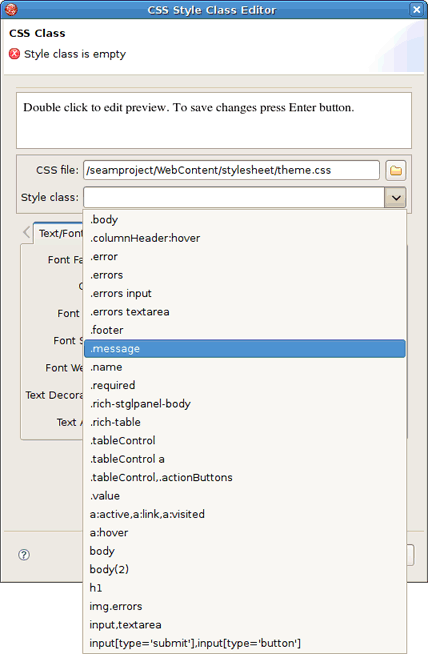 CSS Style Class Editor
CSS Class
Style class is empty
Double click to edit preview. To save changes press Enter button.
CSS file: /seamproject/WebContent/stylesheet/theme.css
Style class:
.body
.columnHeader:hover
.error
.errors
.errors input
.errors textarea
.footer
.message
.name
.required
.rich-stglpanel-body
.rich-table
.tableControl
.tableControl a
.tableControl,.actionButtons
.value
a:active,a:link,a:visited
a:hover
body
body(2)
h1
img.errors
input,textarea
input[type='submit'],input[type='button']
Text/Font
Font Fa
Font
Font S
Font We
Text Decora
Text A